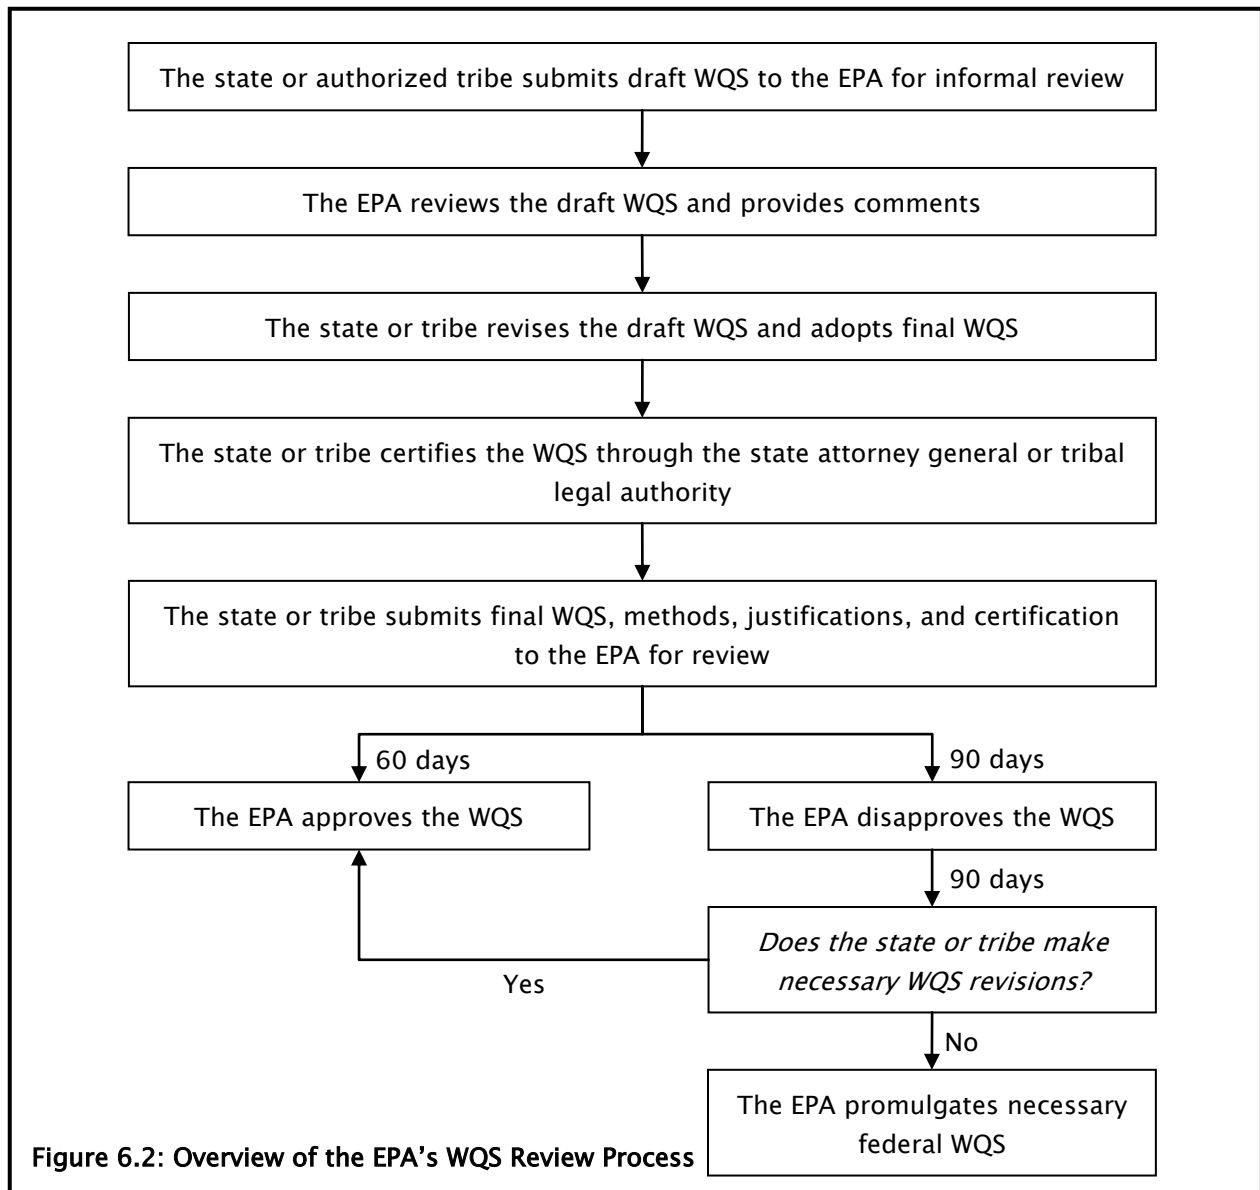 The state or authorized tribe submits draft WQS to the EPA for informal review
The EPA reviews the draft WQS and provides comments
The state or tribe revises the draft WQS and adopts final WQS
The state or tribe certifies the WQS through the state attorney general or tribal
legal authority
The state or tribe submits final WQS, methods, justifications, and certification
to the EPA for review
60 days
90 days
The EPA approves the WQS
The EPA disapproves the WQS
90 days
Does the state or tribe make
necessary WQS revisions?
Yes
No
The EPA promulgates necessary
federal WQS
Figure 6.2: Overview of the EPA’s WQS Review Process